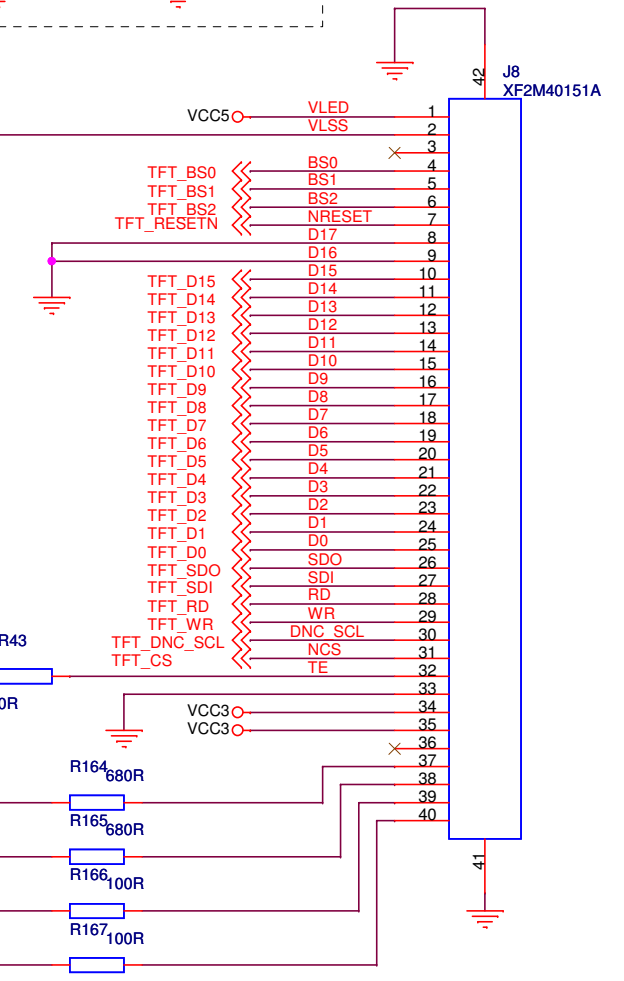 42
J8
XF2M40151A
VCC5 VLED 1
VLSS 2
3
TFT_BS0 BS0 4
TFT_BS1 BS1 5
TFT_BS2 BS2 6
TFT_RESETN NRESET 7
D17 8
D16 9
TFT_D15 D15 10
TFT_D14 D14 11
TFT_D13 D13 12
TFT_D12 D12 13
TFT_D11 D11 14
TFT_D10 D10 15
TFT_D9 D9 16
TFT_D8 D8 17
TFT_D7 D7 18
TFT_D6 D6 19
TFT_D5 D5 20
TFT_D4 D4 21
TFT_D3 D3 22
TFT_D2 D2 23
TFT_D1 D1 24
TFT_D0 D0 25
TFT_SDO SDO 26
TFT_SDI SDI 27
TFT_RD RD 28
TFT_WR WR 29
TFT_DNC_SCL DNC_SCL 30
TFT_CS NCS 31
R43 TE 32
0R 33
VCC3 34
VCC3 35
36
R164 680R 37
38
R165 680R 39
40
R166 100R 41
R167 100R